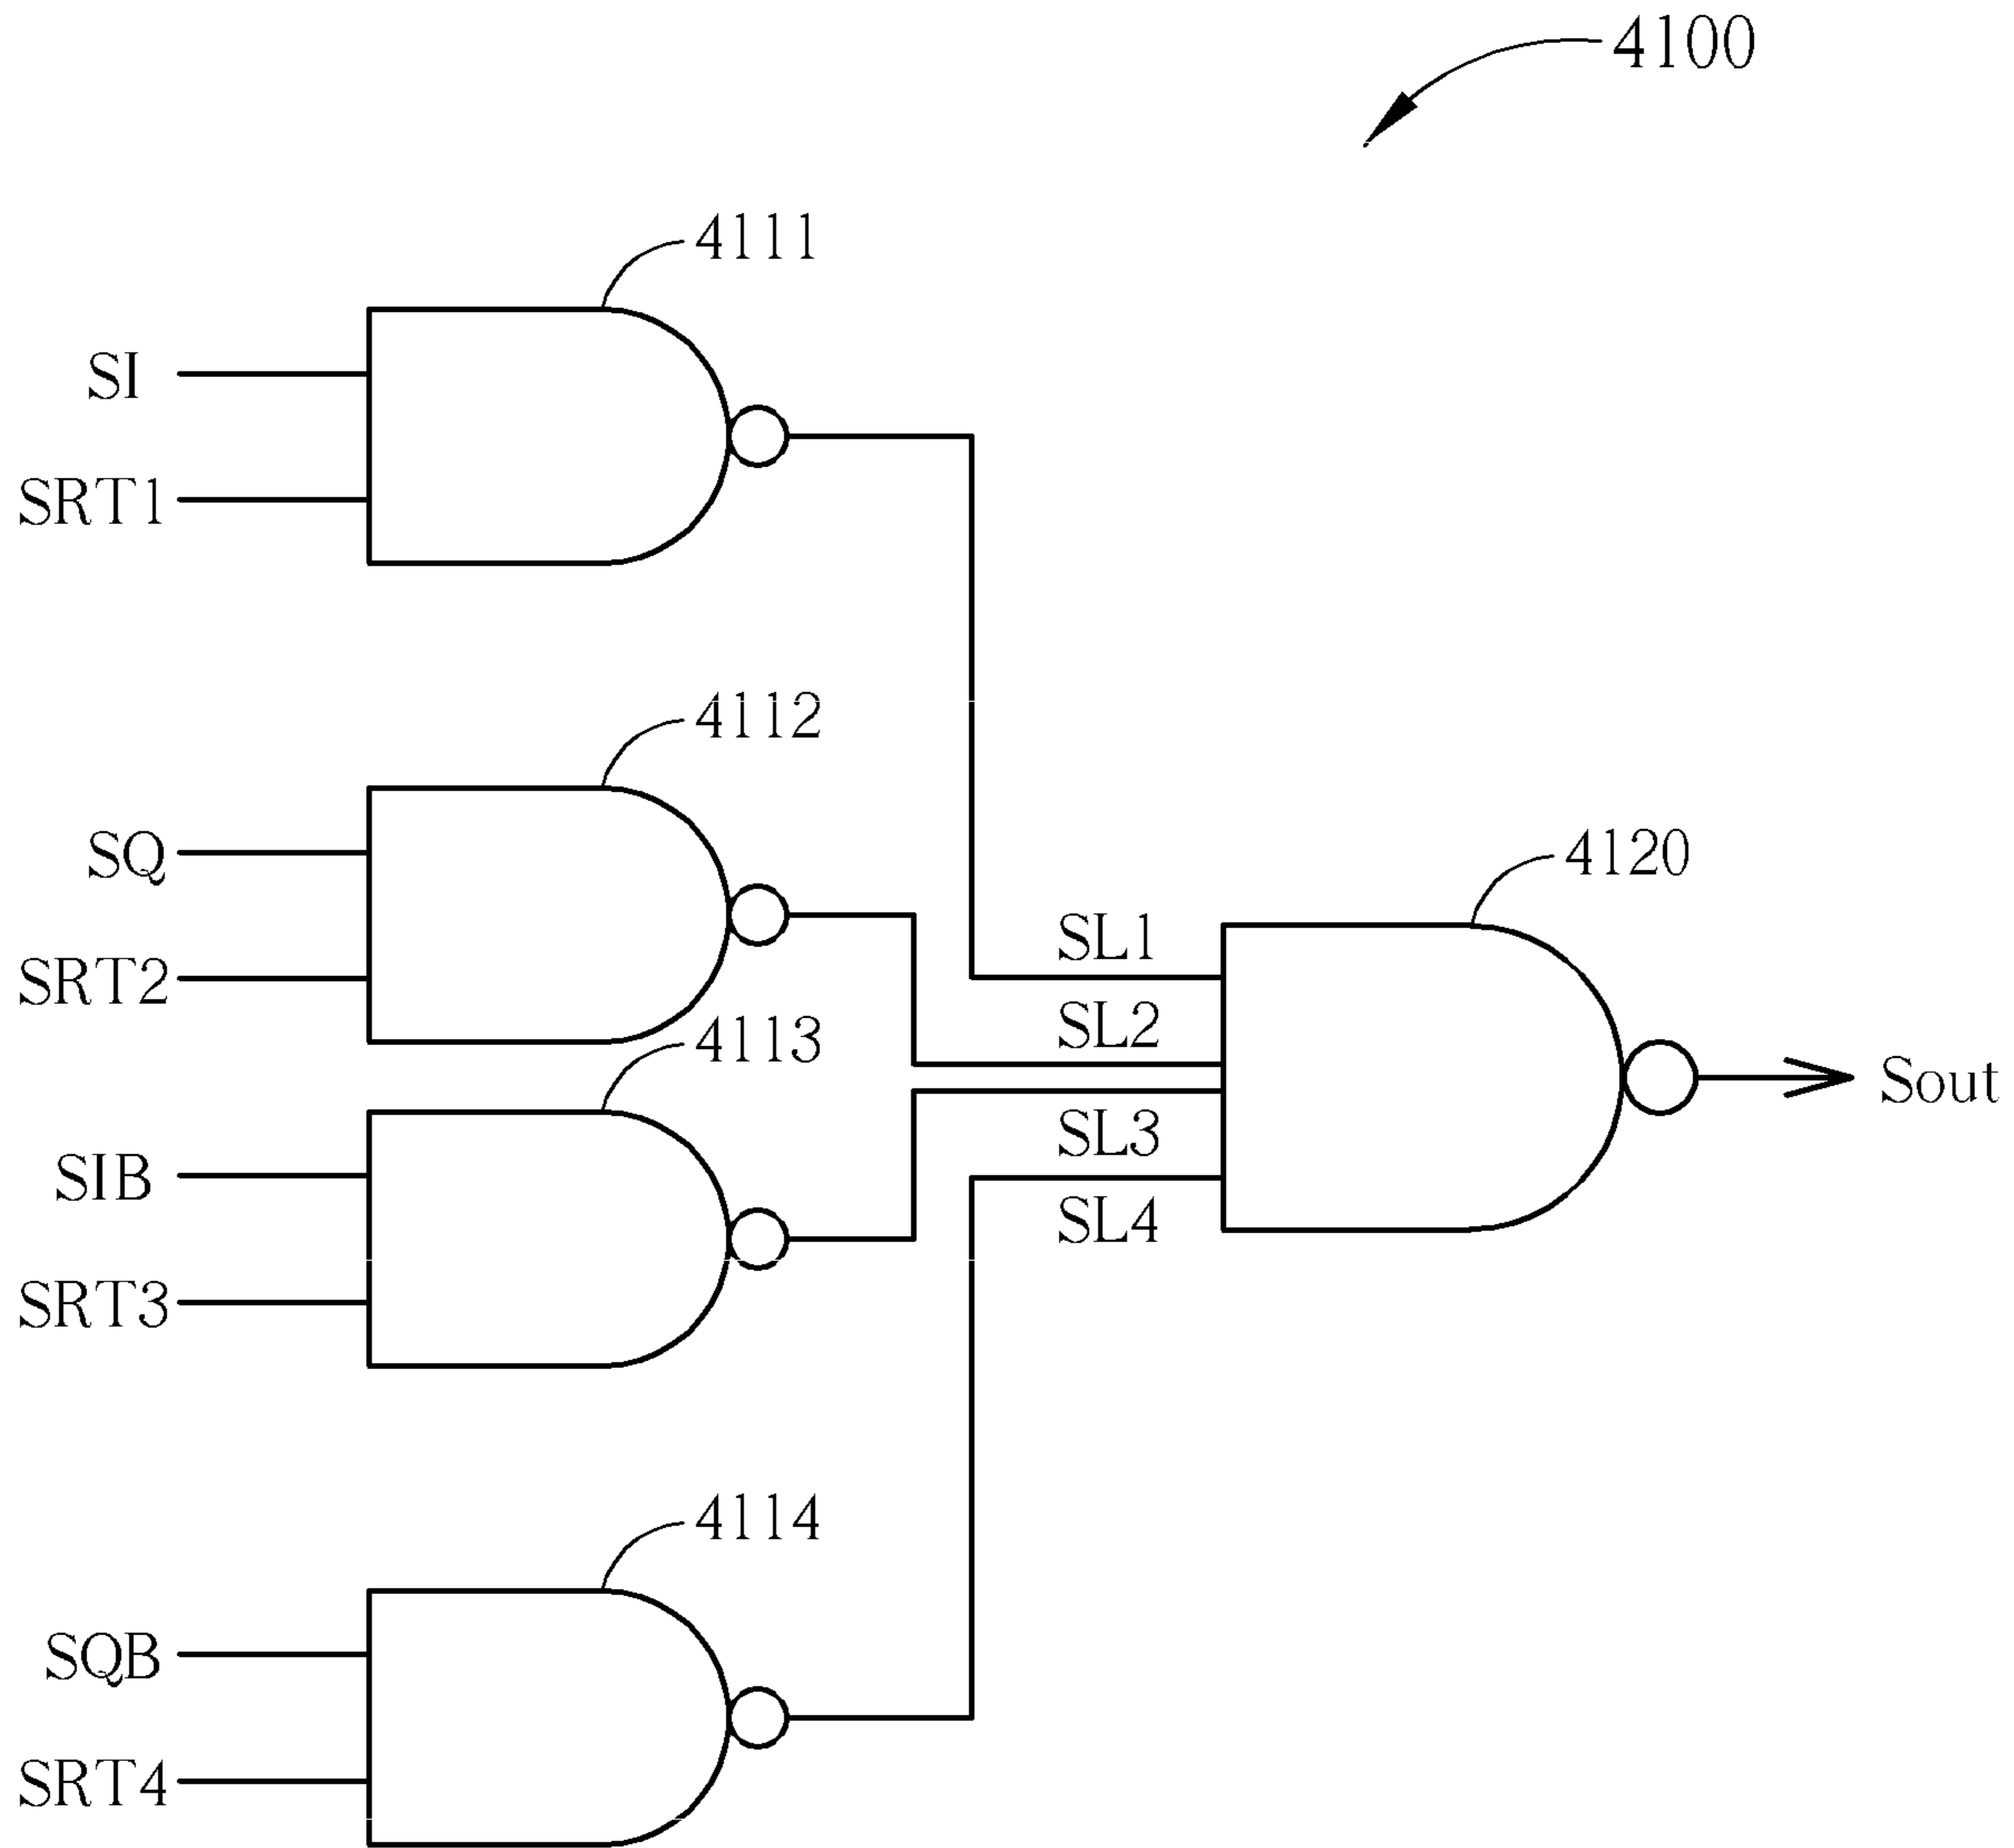 4100
4111
SI
SRT1
4112
SQ
SRT2
4113
SIB
SRT3
4114
SQB
SRT4
SL1
SL2
SL3
SL4
4120
Sout